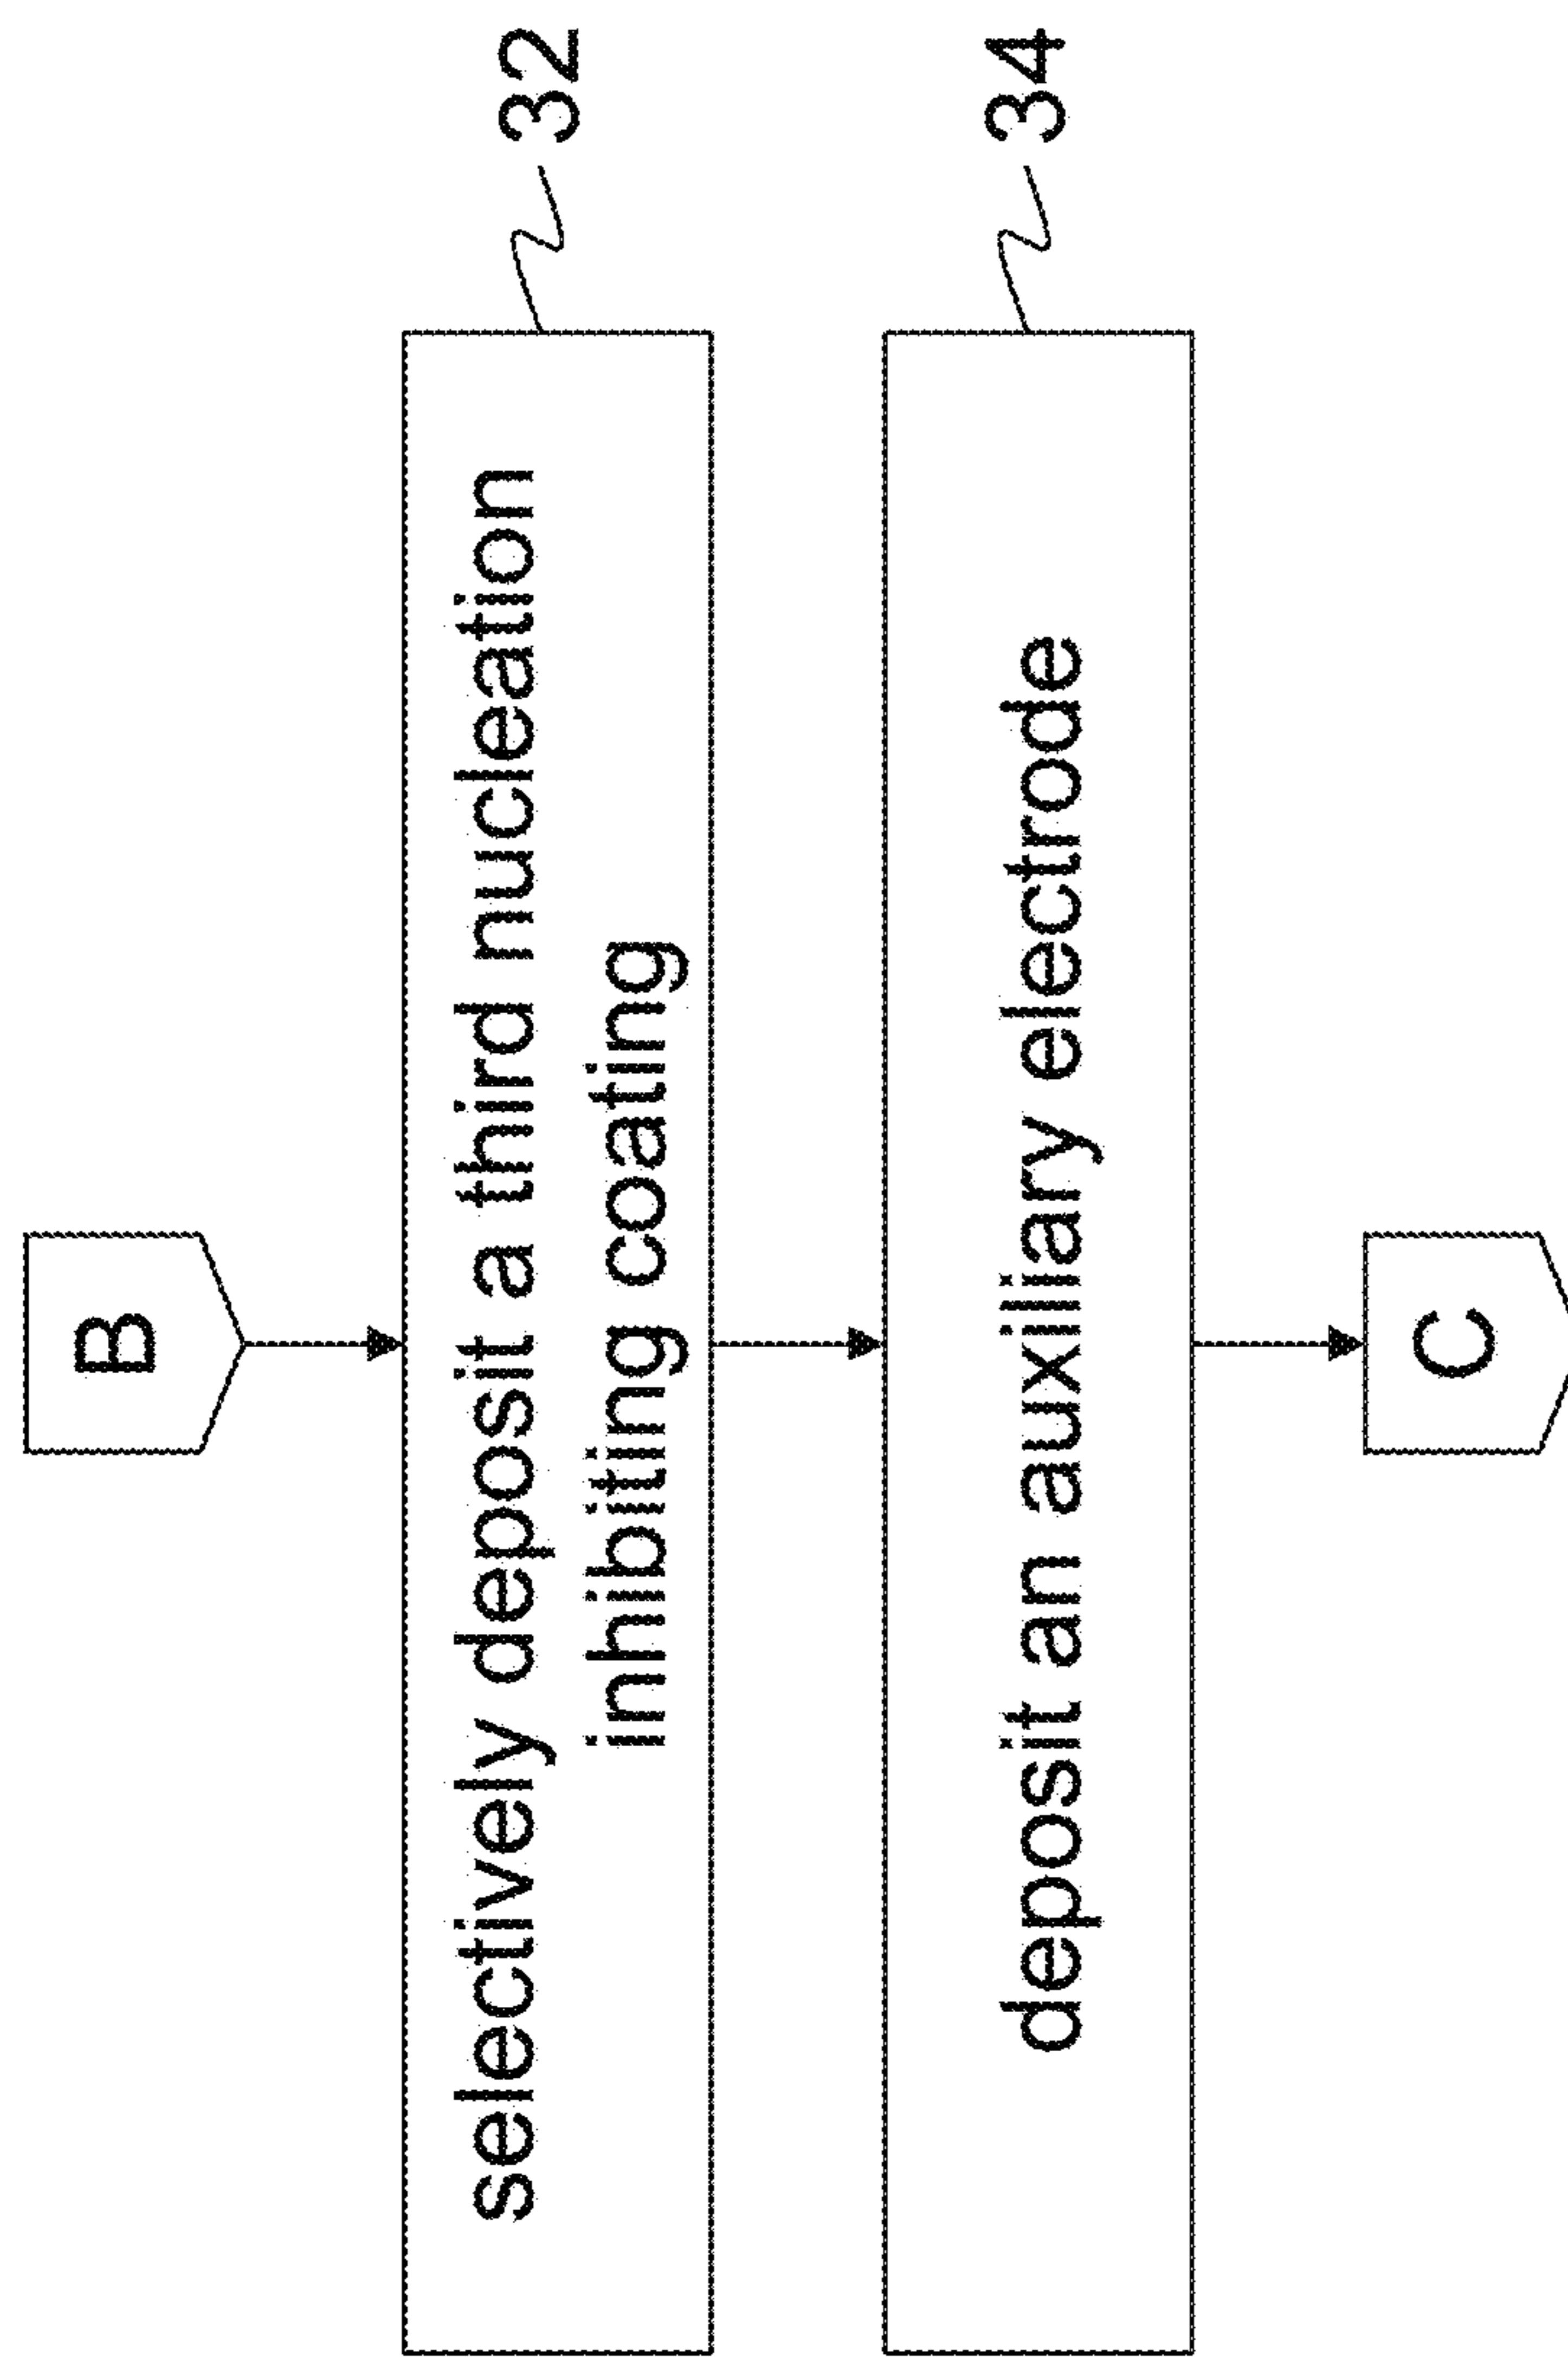 B
selectively deposit a third nucleation
inhibiting coating
32
deposit an auxiliary electrode
34
C